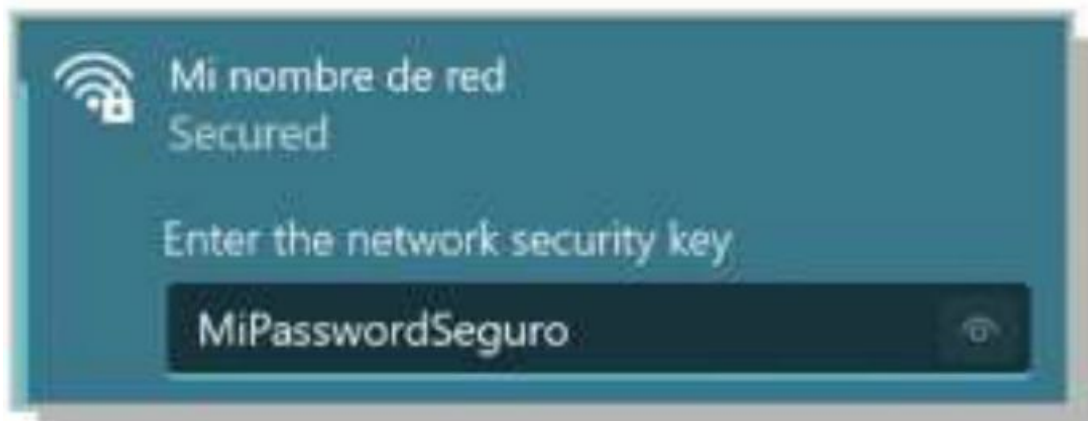 Mi nombre de red
Secured
Enter the network security key
MiPasswordSeguro